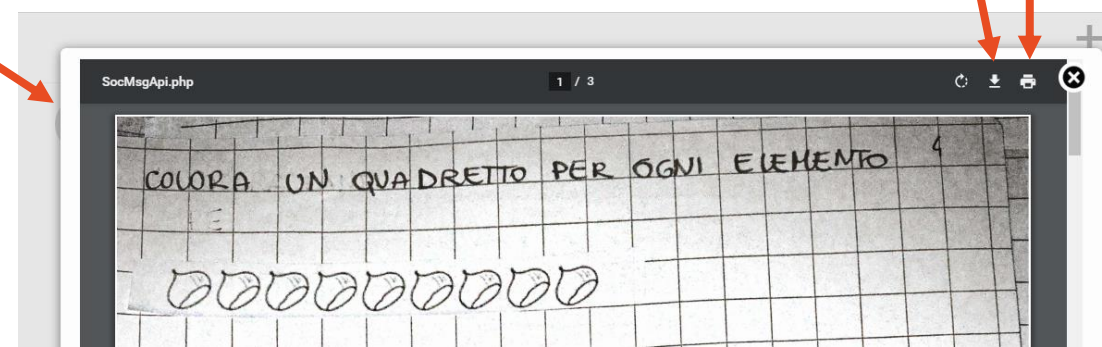 SocMsgApi.php 1 / 3
COLORA UN QUADRETTO PER OGNI ELEMENTO 4